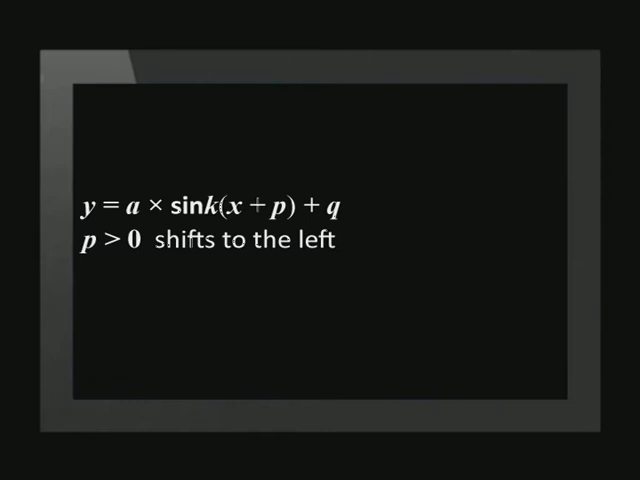 y = a × sink(x + p) + q
p > 0 shifts to the left